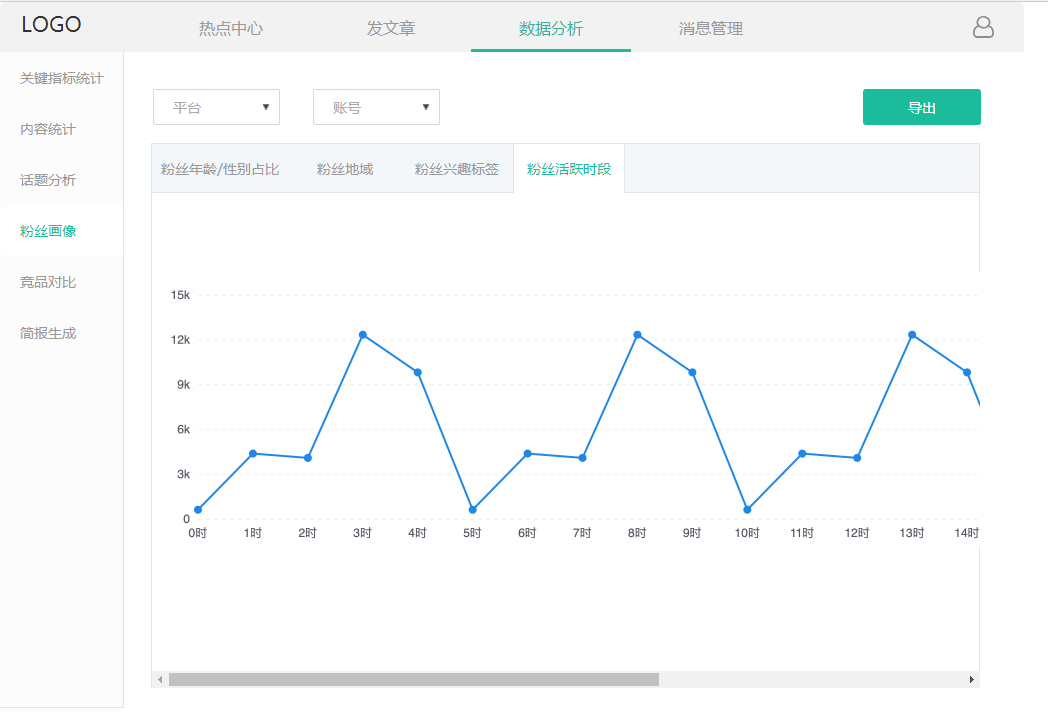 LOGO 热点中心 发文章 数据分析 消息管理
关键指标统计
内容统计
话题分析
粉丝画像
竞品对比
简报生成
平台 账号 导出
粉丝年龄/性别占比 粉丝地域 粉丝兴趣标签 粉丝活跃时段
15k
12k
9k
6k
3k
0
0时 1时 2时 3时 4时 5时 6时 7时 8时 9时 10时 11时 12时 13时 14时